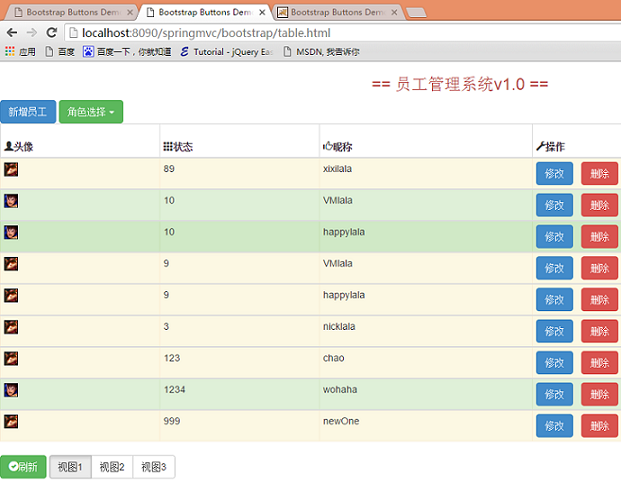 Bootstrap Buttons Dem
Bootstrap Buttons Dem
Bootstrap Buttons Dem
localhost:8090/springmvc/bootstrap/table.html
应用 百度 百度一下，你就知道 Tutorial - jQuery Eas MSDN, 我告诉你
== 员工管理系统v1.0 ==
新增员工 角色选择
头像 状态 昵称 操作
89 xixilala 修改 删除
10 VMlala 修改 删除
10 happylala 修改 删除
9 VMlala 修改 删除
9 happylala 修改 删除
3 nicklala 修改 删除
123 chao 修改 删除
1234 wohaha 修改 删除
999 newOne 修改 删除
刷新 视图1 视图2 视图3